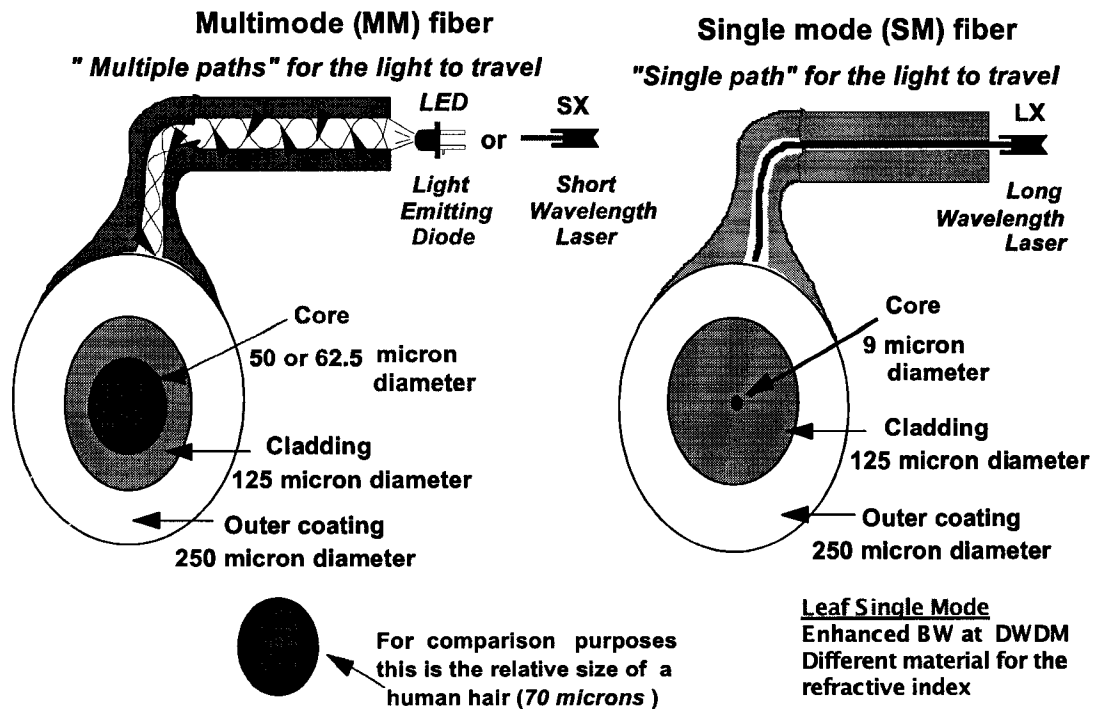 Multimode (MM) fiber
" Multiple paths" for the light to travel
LED
or
SX
Light
Emitting
Diode
Short
Wavelength
Laser
Core
50 or 62.5 micron
diameter
Cladding
125 micron diameter
Outer coating
250 micron diameter
Single mode (SM) fiber
"Single path" for the light to travel
LX
Long
Wavelength
Laser
Core
9 micron
diameter
Cladding
125 micron diameter
Outer coating
250 micron diameter
For comparison purposes
this is the relative size of a
human hair (70 microns )
Leaf Single Mode
Enhanced BW at DWDM
Different material for the
refractive index